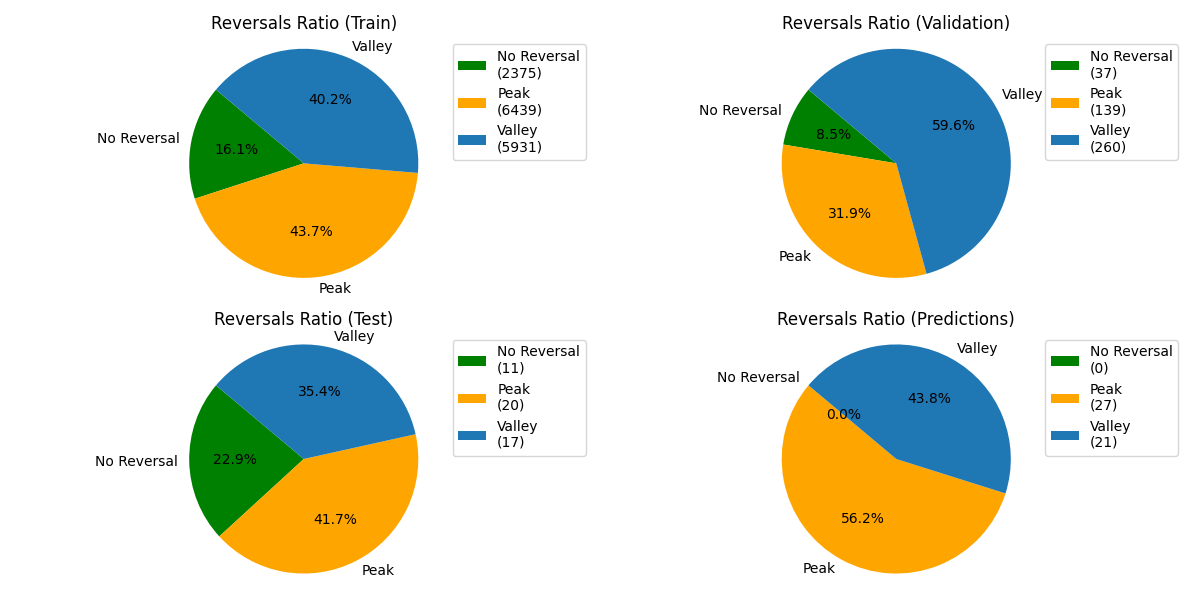 Reversals Ratio (Train)
Valley
40.2%
No Reversal
16.1%
43.7%
Peak
No Reversal
(2375)
Peak
(6439)
Valley
(5931)
Reversals Ratio (Validation)
Valley
59.6%
No Reversal
8.5%
31.9%
Peak
No Reversal
(37)
Peak
(139)
Valley
(260)
Reversals Ratio (Test)
Valley
35.4%
No Reversal
22.9%
41.7%
Peak
No Reversal
(11)
Peak
(20)
Valley
(17)
Reversals Ratio (Predictions)
Valley
43.8%
No Reversal
0.0%
56.2%
Peak
No Reversal
(0)
Peak
(27)
Valley
(21)